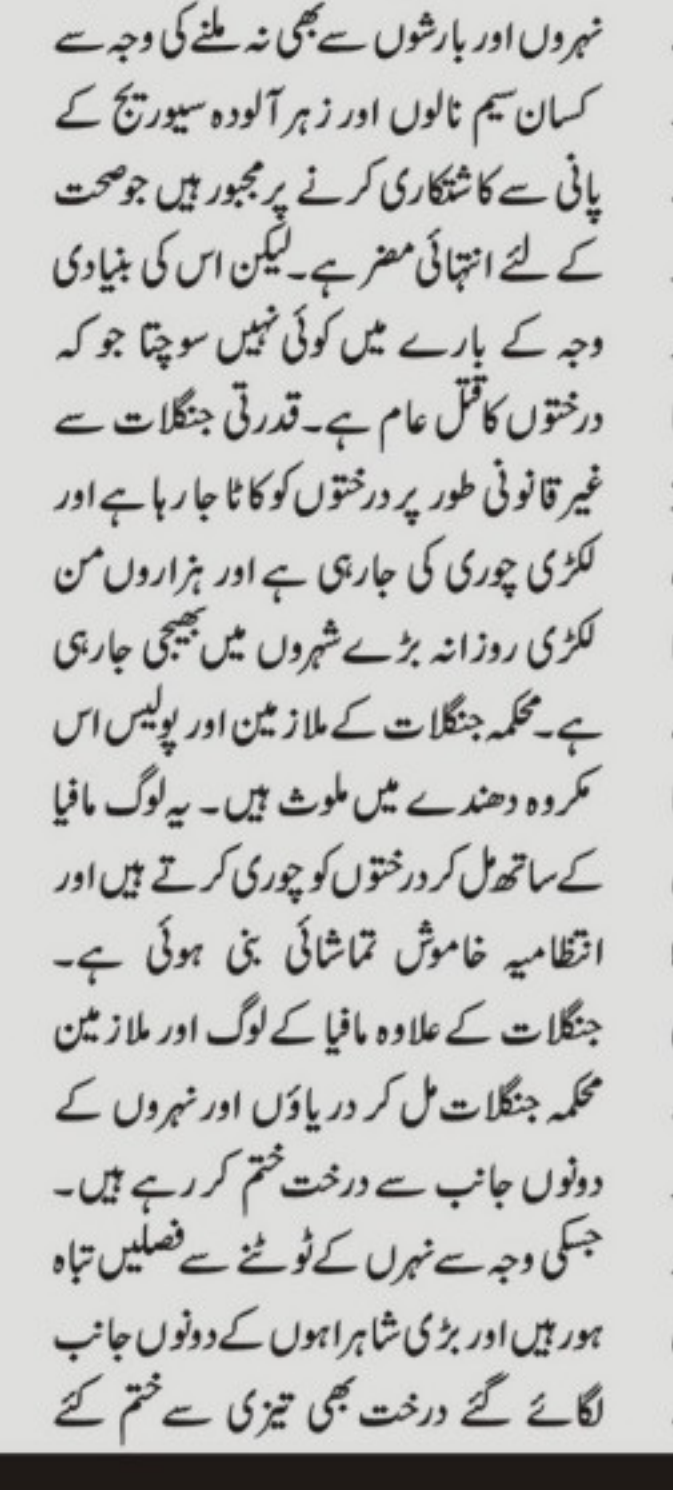 نہروں اور بارشوں سے بھی نہ ملنے کی وجہ سے
کسان سیم نالوں اور زہر آلودہ سیوریج کے
پانی سے کاشتکاری کرنے پر مجبور ہیں جو صحت
کے لئے انتہائی مضر ہے۔ لیکن اس کی بنیادی
وجہ کے بارے میں کوئی نہیں سوچتا جو کہ
درختوں کا قتل عام ہے۔ قدرتی جنگلات سے
غیر قانونی طور پر درختوں کو کاٹا جا رہا ہے اور
لکڑی چوری کی جارہی ہے اور ہزاروں من
لکڑی روزانہ بڑے شہروں میں بھیجی جارہی
ہے۔ محکمہ جنگلات کے ملازمین اور پولیس اس
مکروہ دھندے میں ملوث ہیں۔ یہ لوگ مافیا
کے ساتھ مل کر درختوں کو چوری کرتے ہیں اور
انتظامیہ خاموش تماشائی بنی ہوئی ہے۔
جنگلات کے علاوہ مافیا کے لوگ اور ملازمین
محکمہ جنگلات مل کر دریاؤں اور نہروں کے
دونوں جانب سے درخت ختم کر رہے ہیں۔
جسکی وجہ سے نہرں کے ٹوٹنے سے فصلیں تباہ
ہورہیں اور بڑی شاہراہوں کے دونوں جانب
لگائے گئے درخت بھی تیزی سے ختم کئے